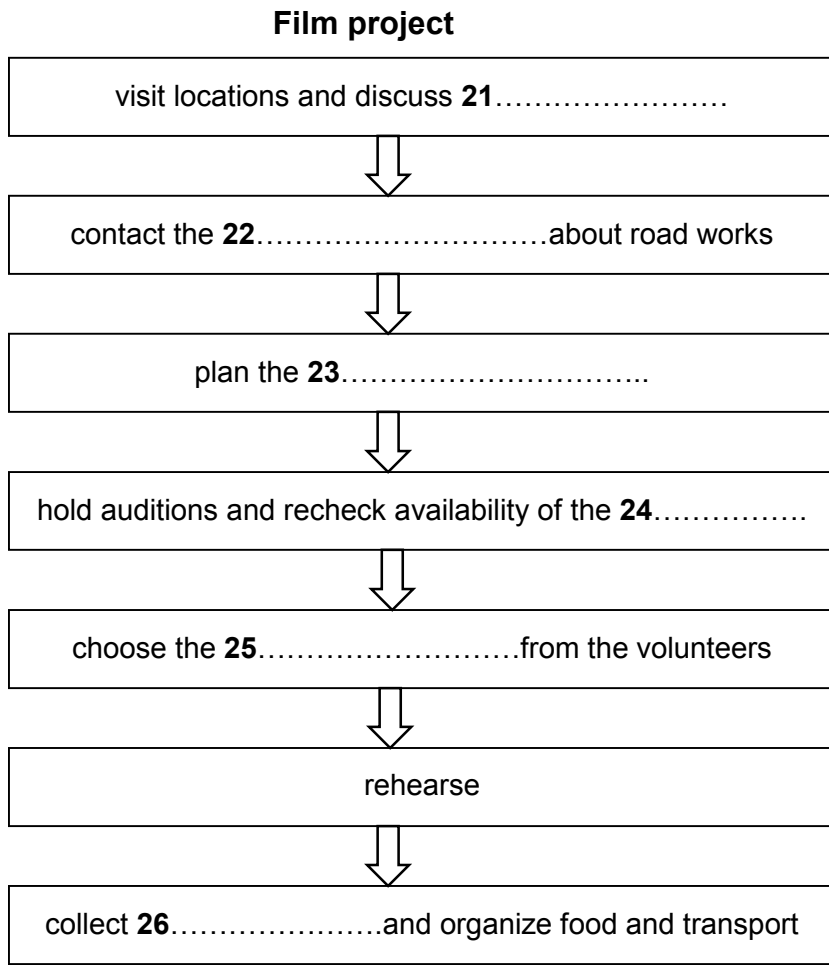 Film project
visit locations and discuss 21……………………
contact the 22…………………………about road works
plan the 23…………………………..
hold auditions and recheck availability of the 24…………….
choose the 25………………………from the volunteers
rehearse
collect 26………………….and organize food and transport